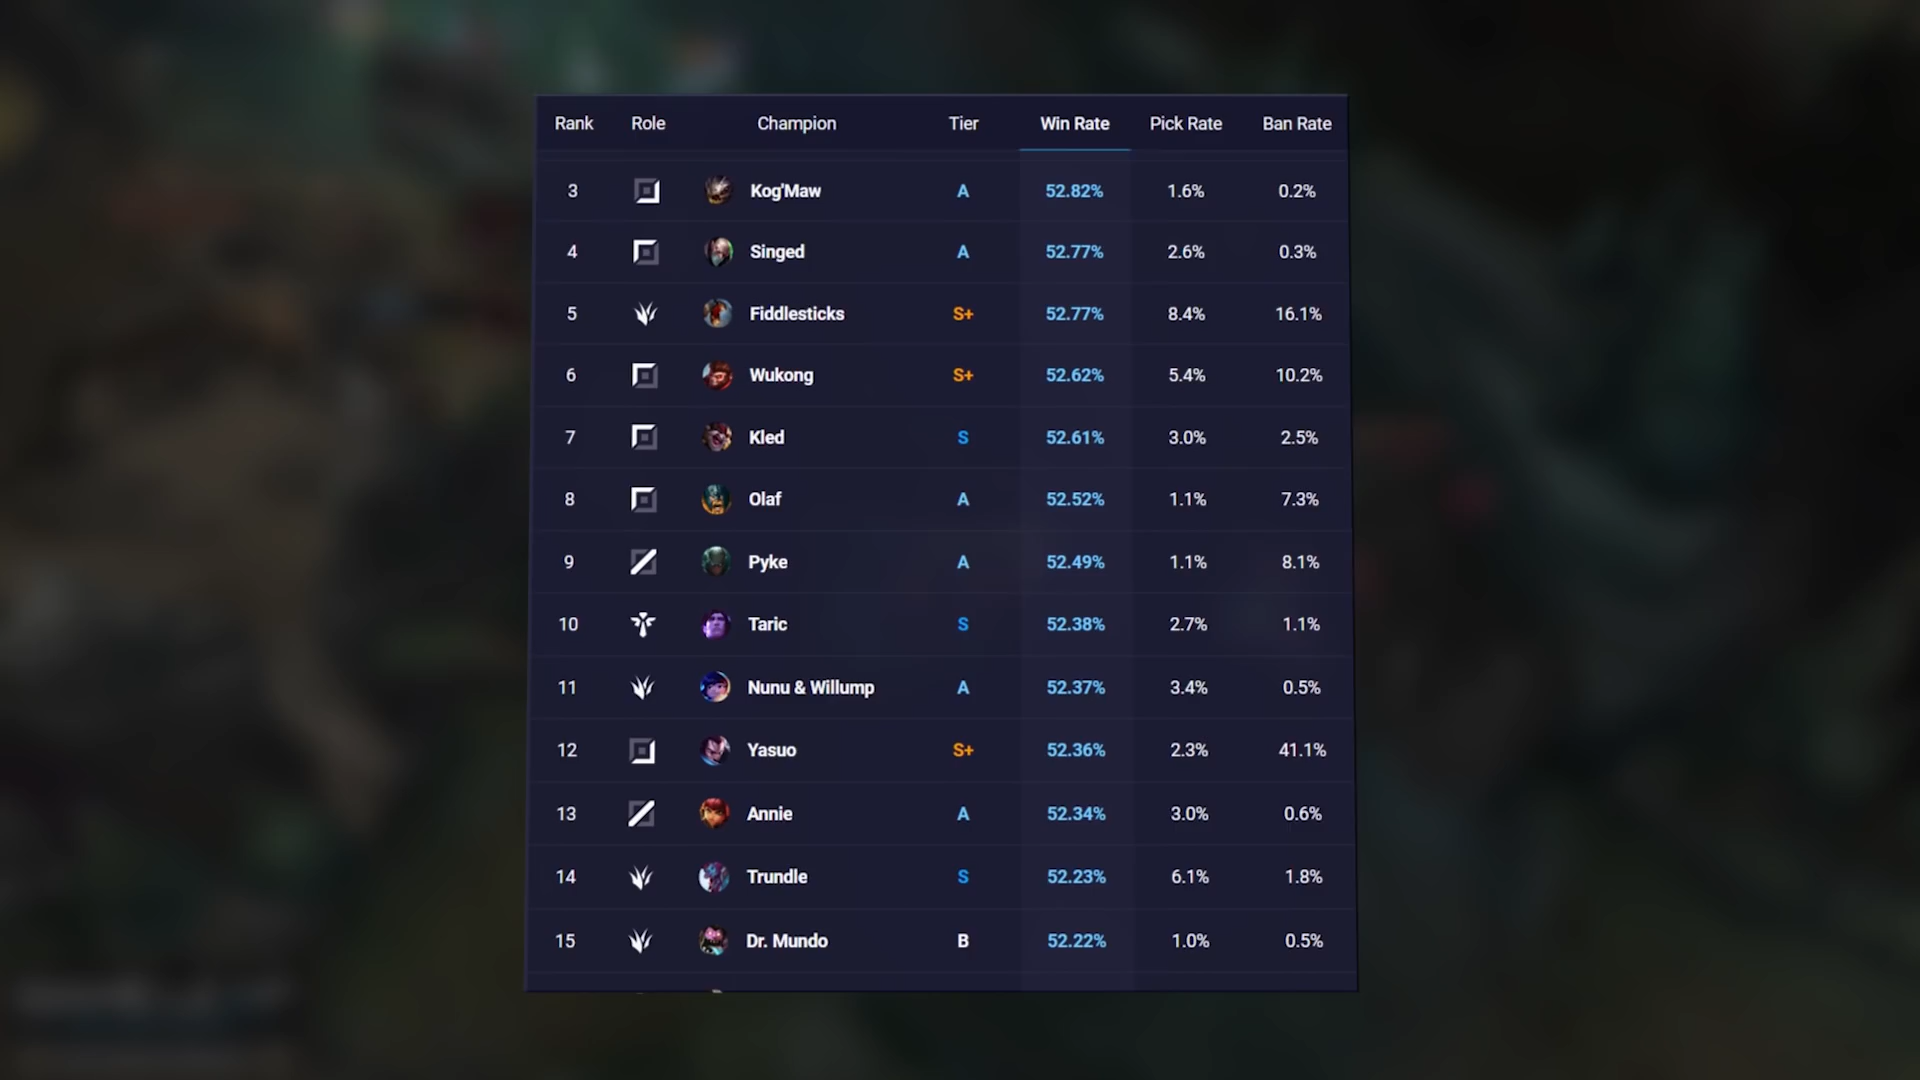 Rank Role Champion Tier Win Rate Pick Rate Ban Rate
3 Kog'Maw A 52.82% 1.6% 0.2%
4 Singed A 52.77% 2.6% 0.3%
5 Fiddlesticks S+ 52.77% 8.4% 16.1%
6 Wukong S+ 52.62% 5.4% 10.2%
7 Kled S 52.61% 3.0% 2.5%
8 Olaf A 52.52% 1.1% 7.3%
9 Pyke A 52.49% 1.1% 8.1%
10 Taric S 52.38% 2.7% 1.1%
11 Nunu & Willump A 52.37% 3.4% 0.5%
12 Yasuo S+ 52.36% 2.3% 41.1%
13 Annie A 52.34% 3.0% 0.6%
14 Trundle S 52.23% 6.1% 1.8%
15 Dr. Mundo B 52.22% 1.0% 0.5%